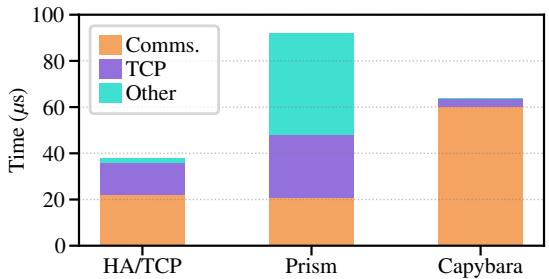 100
80
60
40
20
0
Time (μs)
Comms.
TCP
Other
HA/TCP
Prism
Capybara